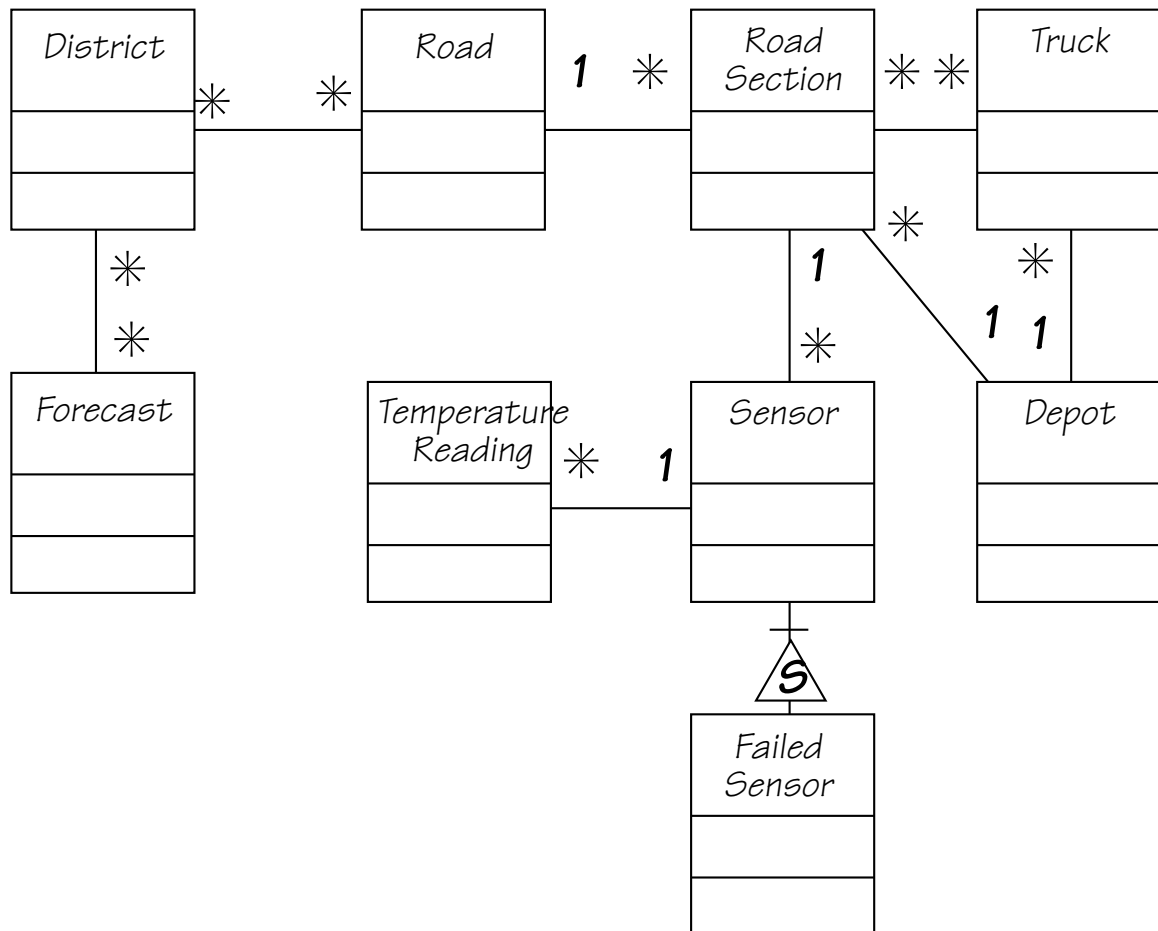 District
Road
Road
Section
Truck
*
*
1
*
*
*
*
*
*
1
*
1
1
*
*
Forecast
Temperature
Reading
*
1
Sensor
Depot
S
Failed
Sensor